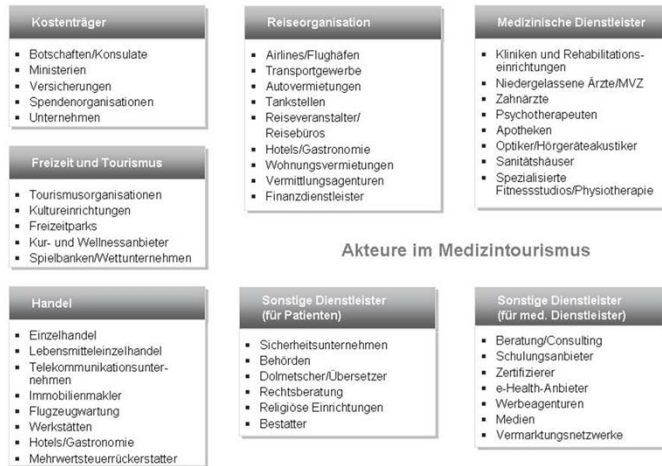 Kostenträger
▪ Botschaften/Konsulate
▪ Ministerien
▪ Versicherungen
▪ Spendenorganisationen
▪ Unternehmen
Reiseorganisation
▪ Airlines/Flughäfen
▪ Transportgewerbe
▪ Autovermietungen
▪ Tankstellen
▪ Reiseveranstalter/
Reisebüros
▪ Hotels/Gastronomie
▪ Wohnungsvermietungen
▪ Vermittlungsagenturen
▪ Finanzdienstleister
Medizinische Dienstleister
▪ Kliniken und Rehabilitations-
einrichtungen
▪ Niedergelassene Ärzte/MVZ
▪ Zahnärzte
▪ Psychotherapeuten
▪ Apotheken
▪ Optiker/Hörgeräteakustiker
▪ Sanitätshäuser
▪ Spezialisierte
Fitnessstudios/Physiotherapie
Freizeit und Tourismus
▪ Tourismusorganisationen
▪ Kultureinrichtungen
▪ Freizeitparks
▪ Kur- und Wellnessanbieter
▪ Spielbanken/Wettunternehmen
Akteure im Medizintourismus
Handel
▪ Einzelhandel
▪ Lebensmitteleinzelhandel
▪ Telekommunikationsunter-
nehmen
▪ Immobilienmakler
▪ Flugzeugwartung
▪ Werkstätten
▪ Hotels/Gastronomie
▪ Mehrwertsteuerrückerstatter
Sonstige Dienstleister
(für Patienten)
▪ Sicherheitsunternehmen
▪ Behörden
▪ Dolmetscher/Übersetzer
▪ Rechtsberatung
▪ Religiöse Einrichtungen
▪ Bestatter
Sonstige Dienstleister
(für med. Dienstleister)
▪ Beratung/Consulting
▪ Schulungsanbieter
▪ Zertifizierer
▪ e-Health-Anbieter
▪ Werbeagenturen
▪ Medien
▪ Vermarktungsnetzwerke